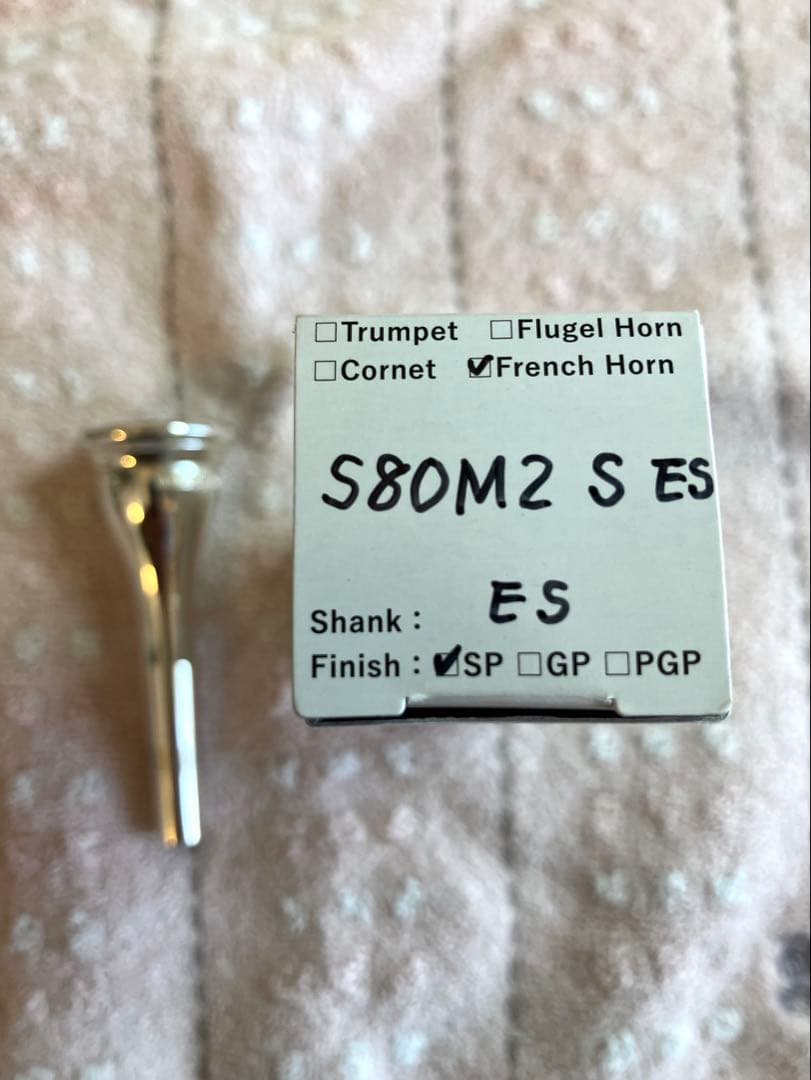 ☐Trumpet ☐Flugel Horn
☐Cornet ☑French Horn
S80M2 S ES
Shank : ES
Finish : ☑SP ☐GP ☐PGP